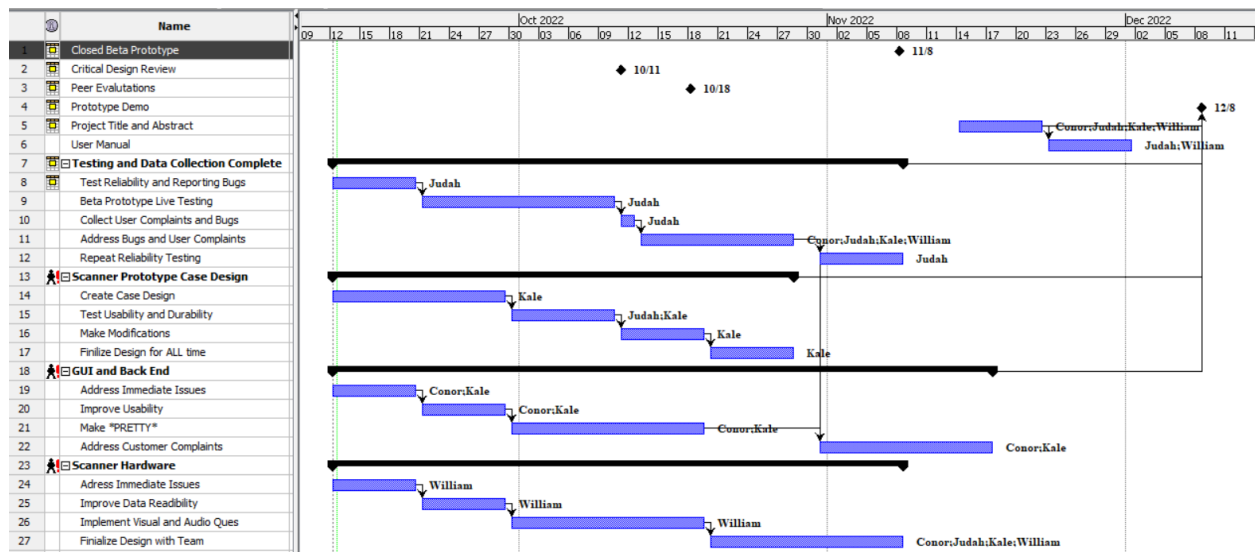 Name
Oct 2022 Nov 2022 Dec 2022
09 12 15 18 21 24 27 30 03 06 09 12 15 18 21 24 27 30 02 05 08 11 14 17 20 23 26 29 02 05 08 11
1 Closed Beta Prototype 11/8
2 Critical Design Review 10/11
3 Peer Evalutations 10/18
4 Prototype Demo 12/8
5 Project Title and Abstract Conor;Judah;Kale;William
6 User Manual Judah;William
7 Testing and Data Collection Complete
8 Test Reliability and Reporting Bugs Judah
9 Beta Prototype Live Testing Judah
10 Collect User Complaints and Bugs Judah
11 Address Bugs and User Complaints Conor;Judah;Kale;William
12 Repeat Reliability Testing Judah
13 Scanner Prototype Case Design
14 Create Case Design Kale
15 Test Usability and Durability Judah;Kale
16 Make Modifications Kale
17 Finilize Design for ALL time Kale
18 GUI and Back End
19 Address Immediate Issues Conor;Kale
20 Improve Usability Conor;Kale
21 Make *PRETTY* Conor;Kale
22 Address Customer Complaints Conor;Kale
23 Scanner Hardware
24 Adress Immediate Issues William
25 Improve Data Readibility William
26 Implement Visual and Audio Ques William
27 Finialize Design with Team Conor;Judah;Kale;William